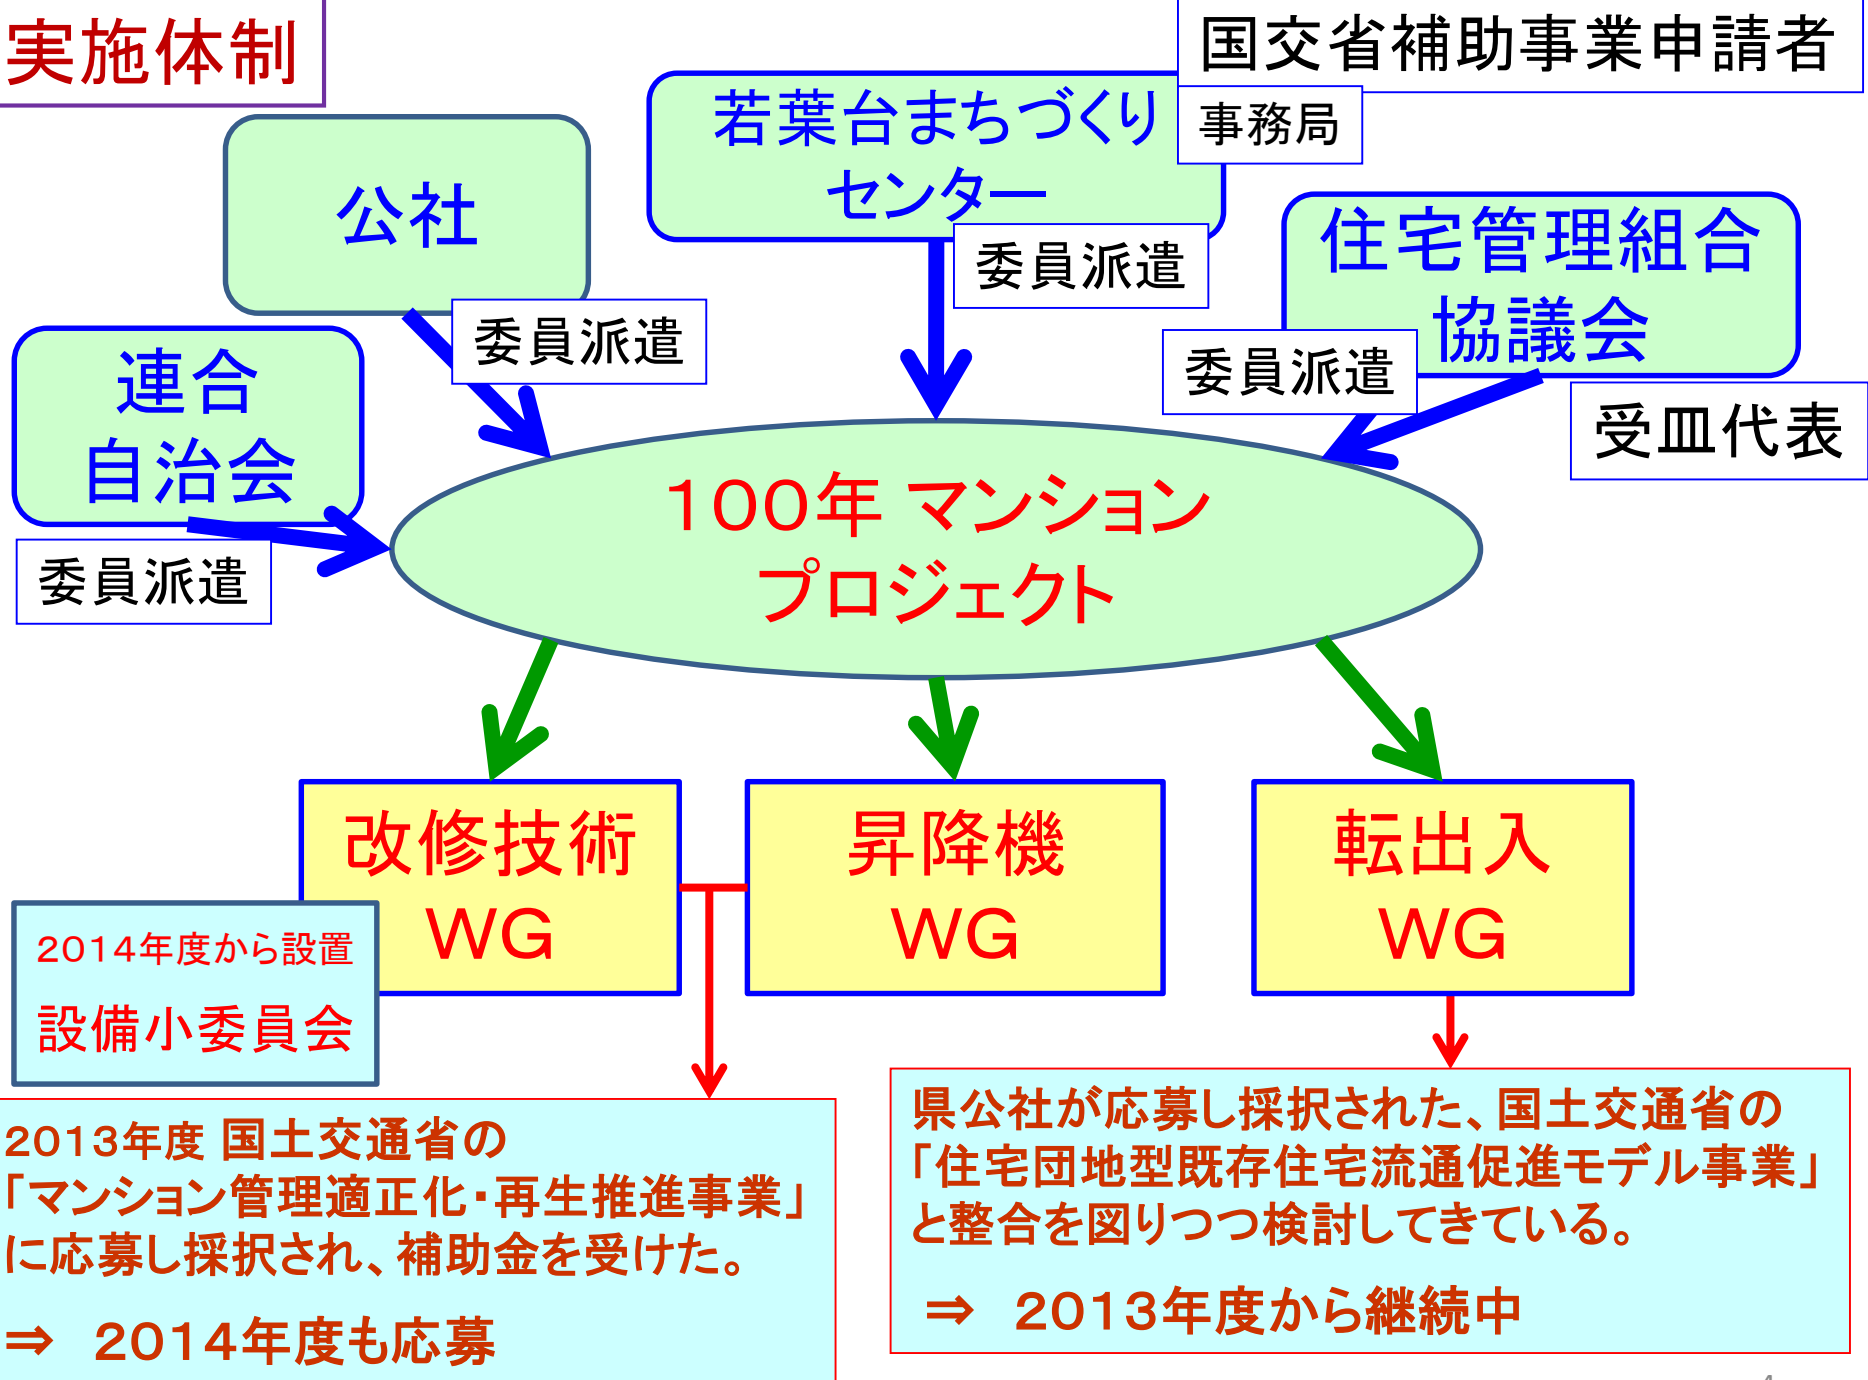 実施体制
国交省補助事業申請者
若葉台まちづくり
センター
事務局
公社
委員派遣
住宅管理組合
協議会
委員派遣
委員派遣
受皿代表
連合
自治会
委員派遣
100年 マンション
プロジェクト
改修技術
WG
昇降機
WG
転出入
WG
2014年度から設置
設備小委員会
2013年度 国土交通省の
「マンション管理適正化・再生推進事業」
に応募し採択され、補助金を受けた。
⇒ 2014年度も応募
県公社が応募し採択された、国土交通省の
「住宅団地型既存住宅流通促進モデル事業」
と整合を図りつつ検討してきている。
⇒ 2013年度から継続中